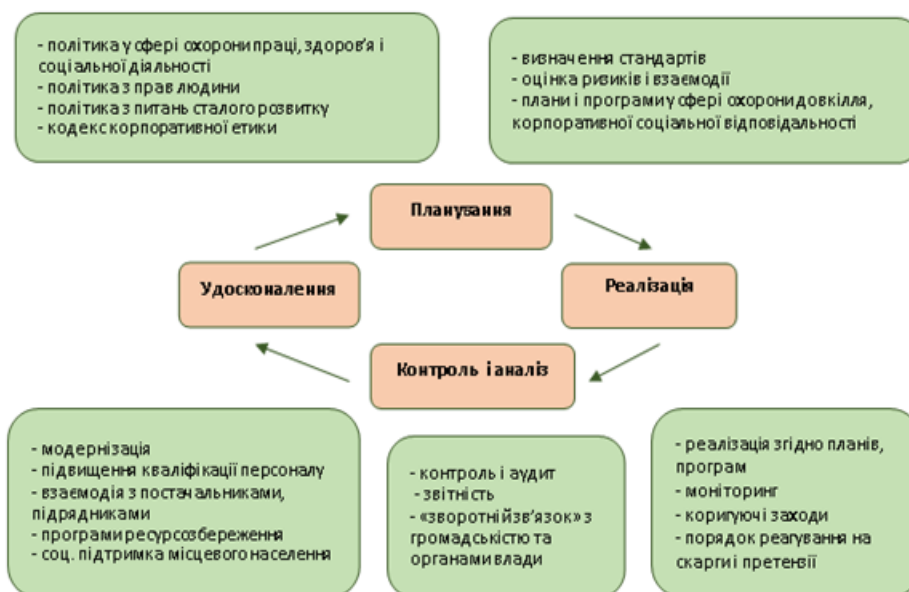 - політика у сфері охорони праці, здоров'я і
соціальної діяльності
- політика з прав людини
- політика з питань сталого розвитку
- кодекс корпоративної етики
- визначення стандартів
- оцінка ризиків і взаємодії
- плани і програми у сфері охорони довкілля,
корпоративної соціальної відповідальності
Планування
Удосконалення
Реалізація
Контроль і аналіз
- модернізація
- підвищення кваліфікації персоналу
- взаємодія з постачальниками,
підрядниками
- програми ресурсозбереження
- соц. підтримка місцевого населення
- контроль і аудит
- звітність
- «зворотній зв'язок» з
громадськістю та
органами влади
- реалізація згідно планів,
програм
- моніторинг
- коригуючі заходи
- порядок реагування на
скарги і претензії